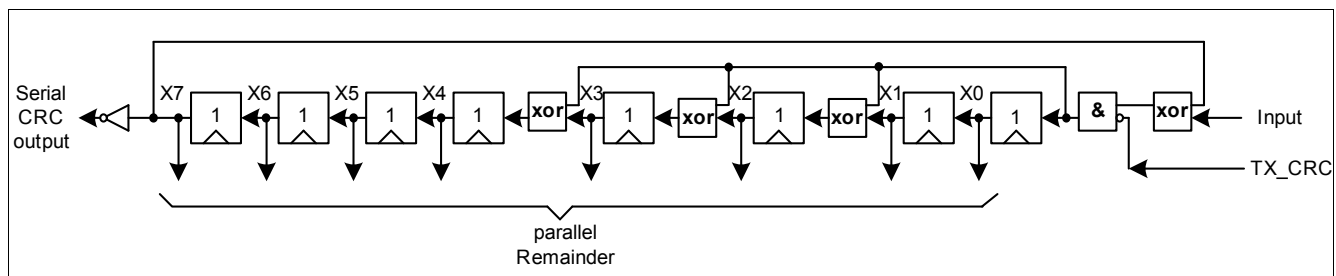 Serial
CRC
output
X7
1
X6
1
X5
1
X4
1
xor
X3
1
xor
X2
1
xor
X1
1
X0
1
&
xor
Input
TX_CRC
parallel
Remainder